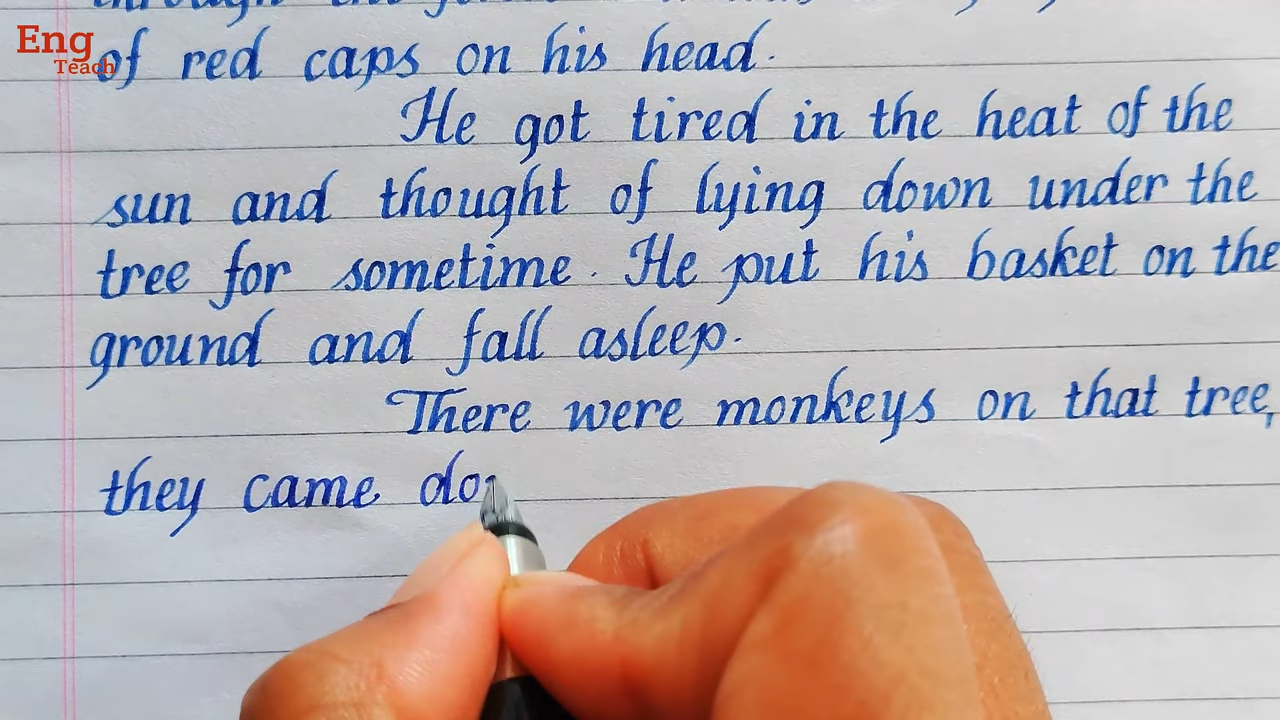 Eng
Teach
through the
of red caps on his head.
He got tired in the heat of the
sun and thought of lying down under the
tree for sometime. He put his basket on the
ground and fall asleep.
There were monkeys on that tree,
they came do